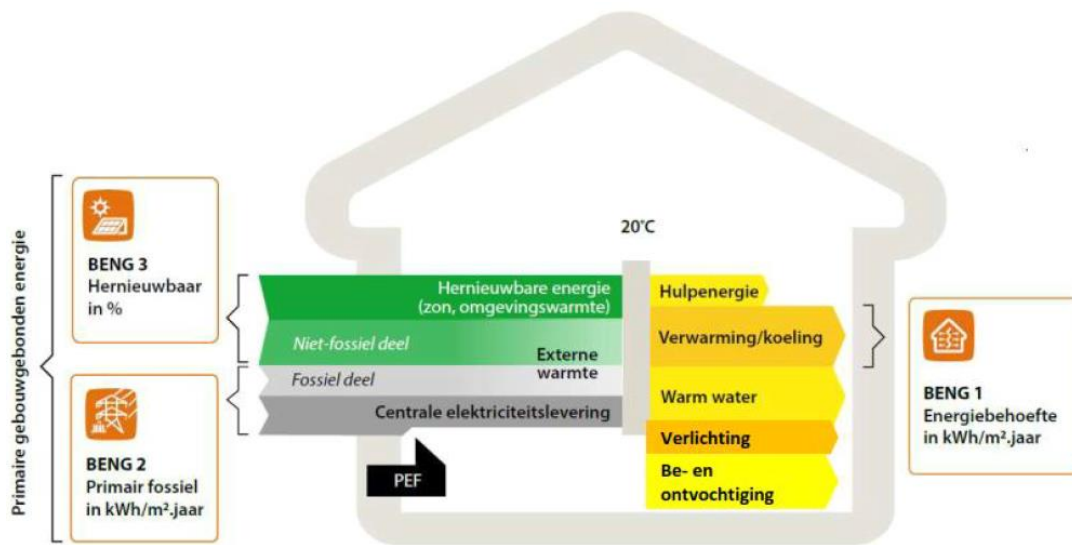 Primaire gebouwgebonden energie
BENG 3
Hernieuwbaar
in %
BENG 2
Primair fossiel
in kWh/m².jaar
20°C
Hernieuwbare energie
(zon, omgevingswarmte)
Niet-fossiel deel
Externe
warmte
Fossiel deel
Centrale elektriciteitslevering
PEF
Hulpenergie
Verwarming/koeling
Warm water
Verlichting
Be- en
ontvochtiging
BENG 1
Energiebehoefte
in kWh/m².jaar